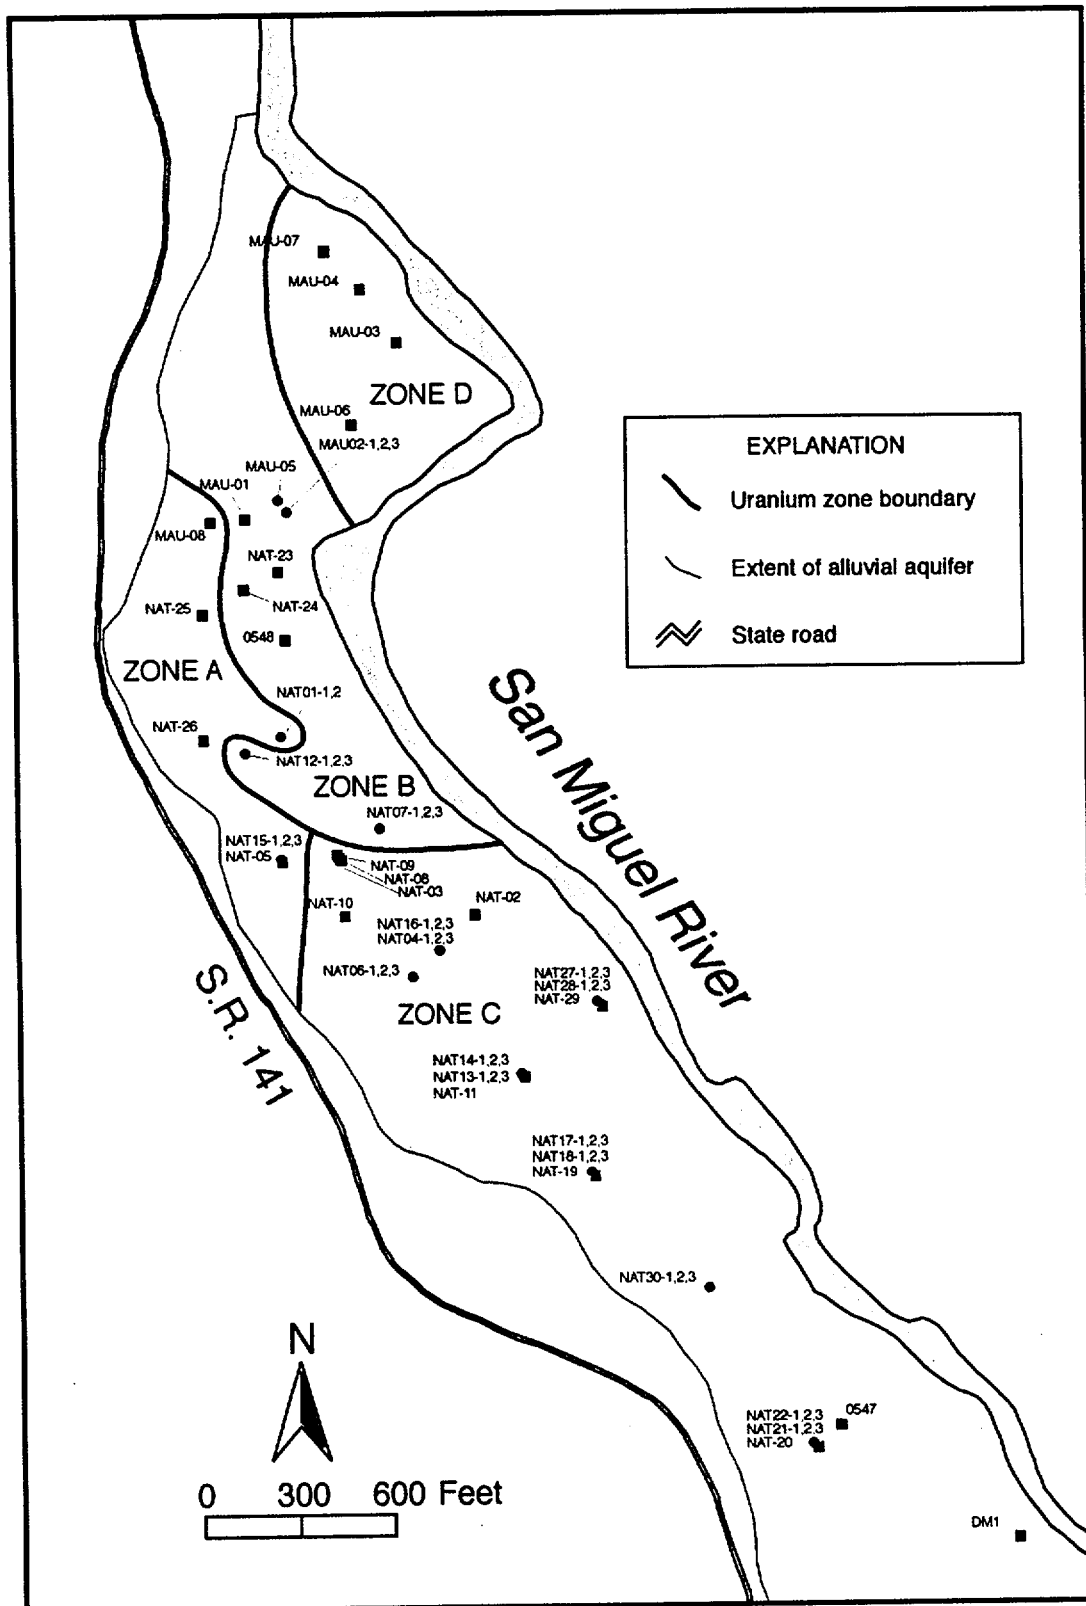 MAU-07
MAU-04
MAU-03
ZONE D
MAU-06
MAU02-1,2,3
MAU-05
MAU-01
MAU-08
NAT-23
NAT-24
NAT-25
0548
ZONE A
NAT01-1,2
NAT-26
NAT12-1,2,3
ZONE B
NAT07-1,2,3
NAT15-1,2,3
NAT-05
NAT-09
NAT-08
NAT-03
NAT-10
NAT-02
NAT16-1,2,3
NAT04-1,2,3
NAT06-1,2,3
NAT27-1,2,3
NAT28-1,2,3
NAT-29
ZONE C
NAT14-1,2,3
NAT13-1,2,3
NAT-11
NAT17-1,2,3
NAT18-1,2,3
NAT-19
NAT30-1,2,3
NAT22-1,2,3
NAT21-1,2,3
NAT-20
0547
DM1
San Miguel River
S.R. 141
EXPLANATION
Uranium zone boundary
Extent of alluvial aquifer
State road
N
0 300 600 Feet